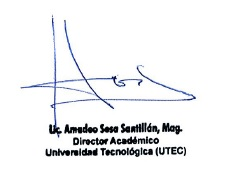 Lic. Amadeo Sosa Santillán, Mag.
Director Académico
Universidad Tecnológica (UTEC)